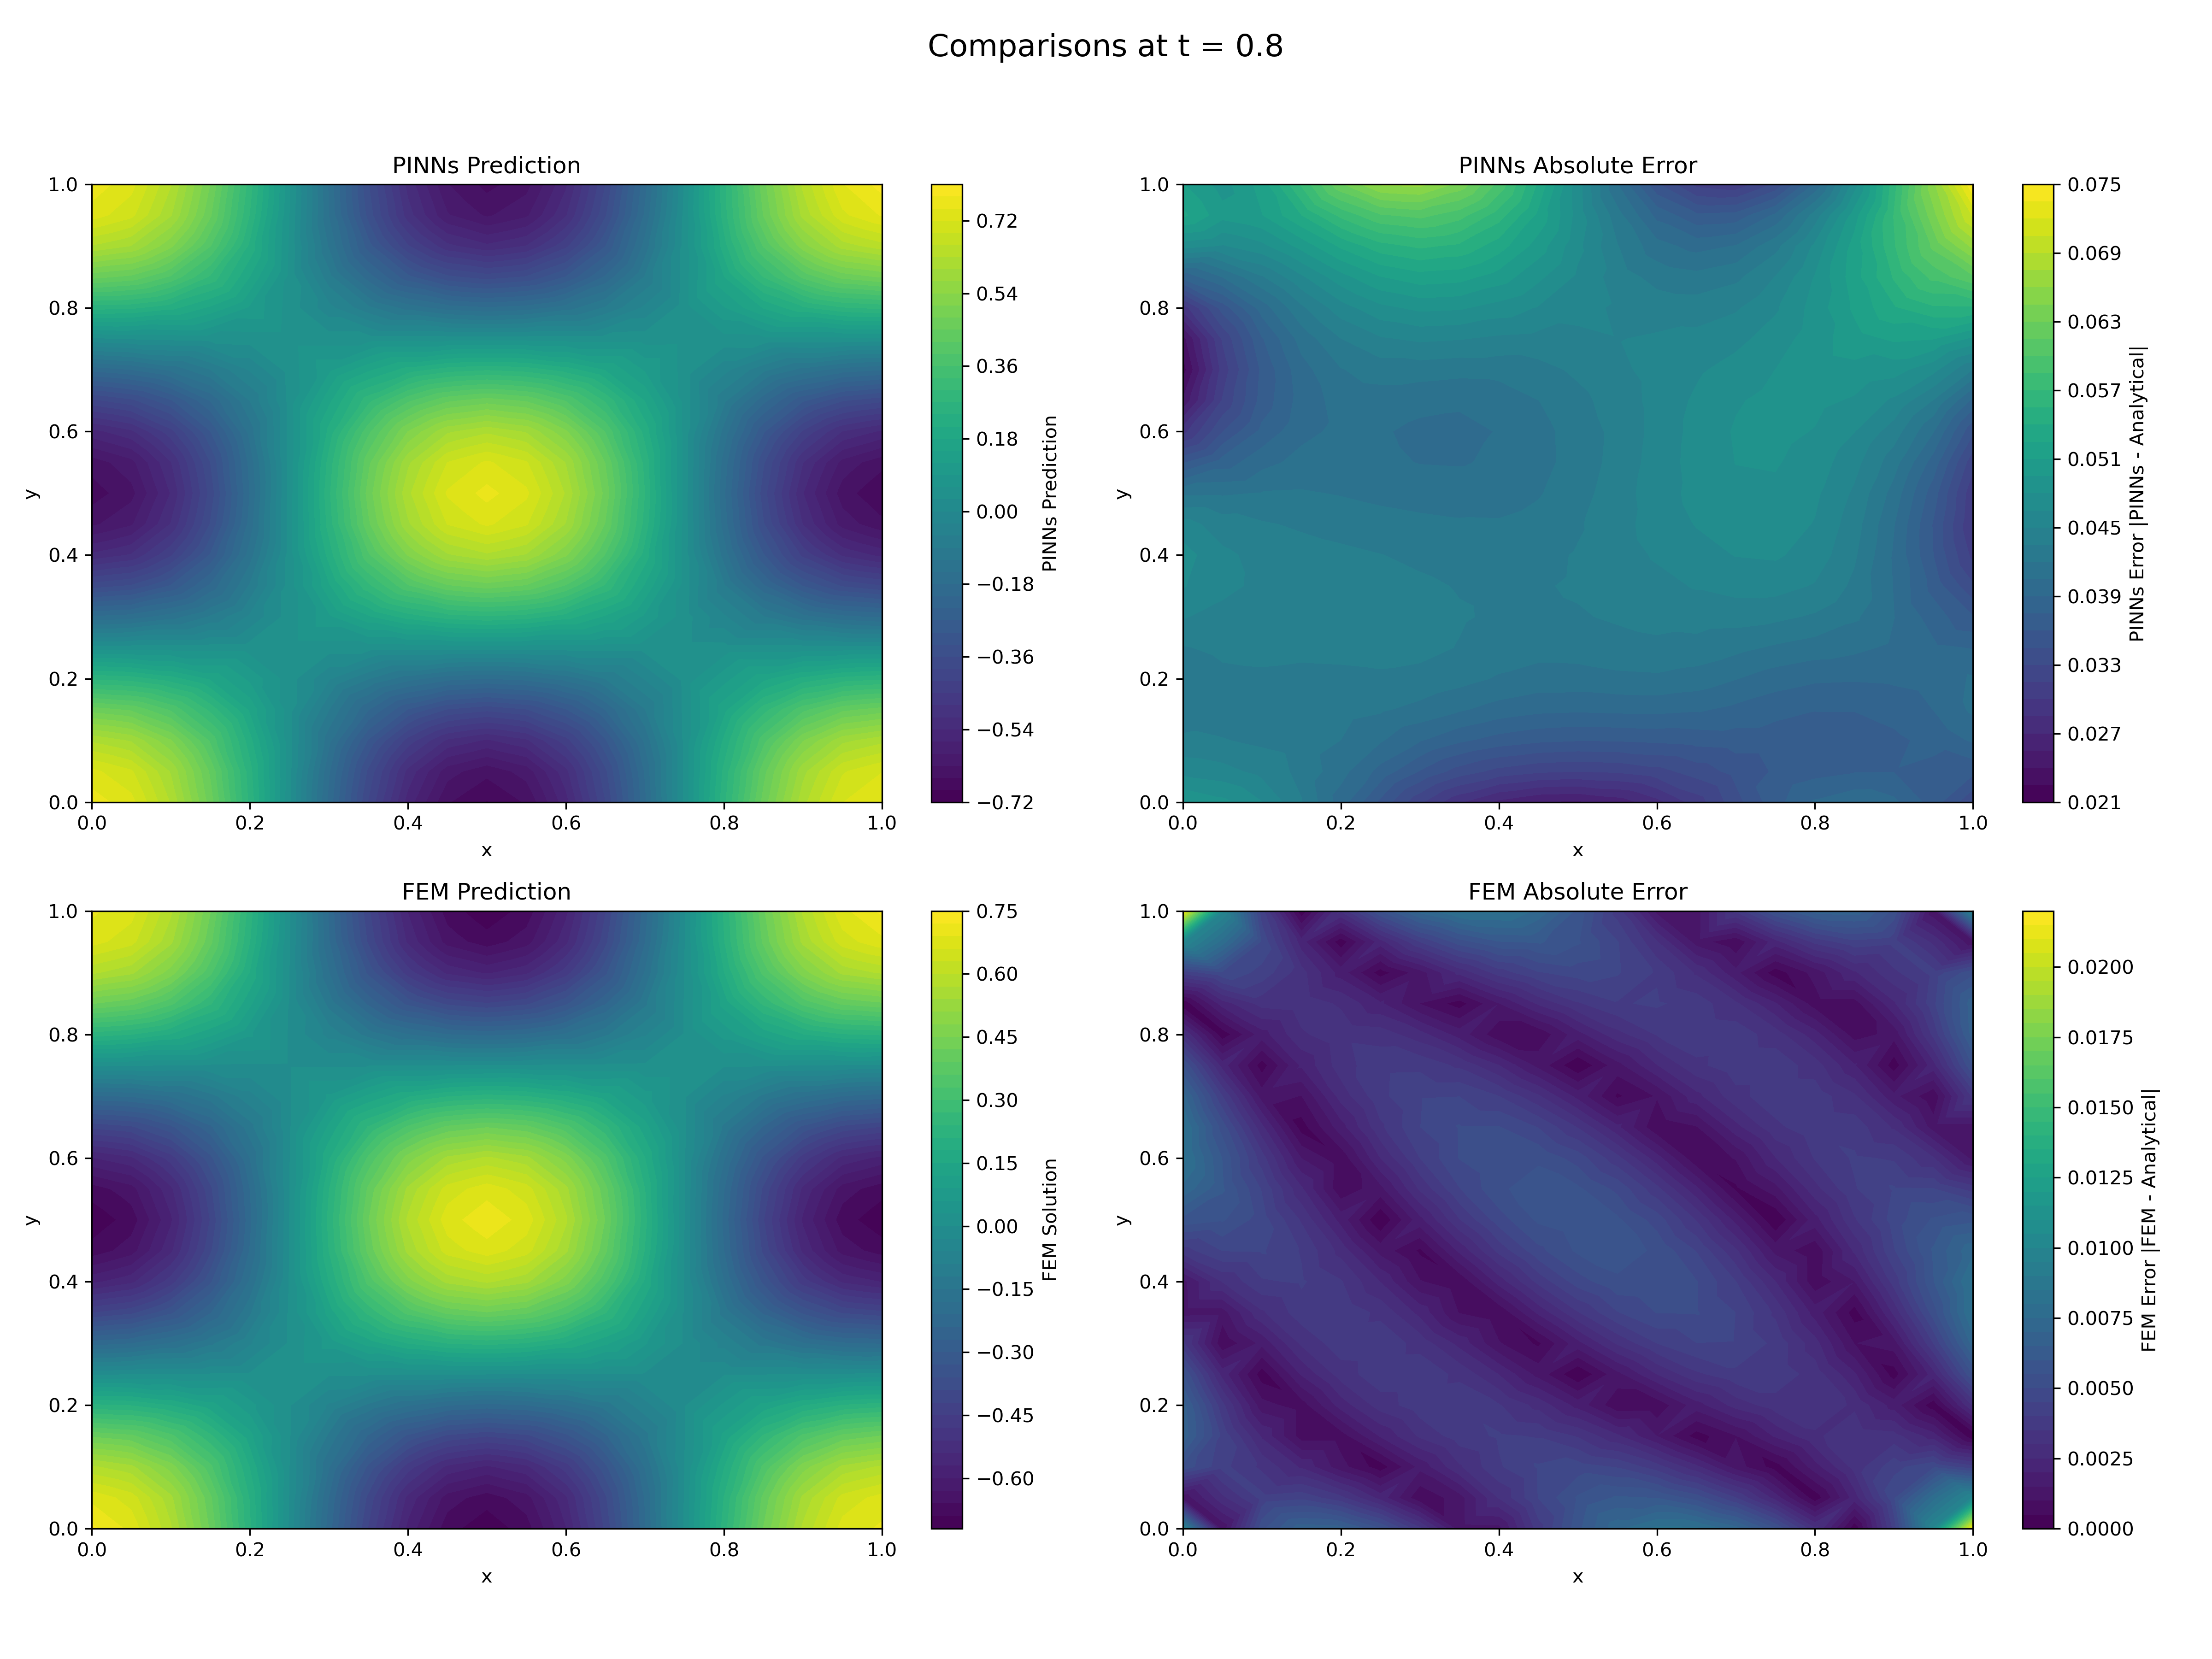 Comparisons at t = 0.8
PINNs Prediction
1.0
0.8
0.6
0.4
0.2
0.0
y
0.0 0.2 0.4 0.6 0.8 1.0
x
0.72
0.54
0.36
0.18
0.00
−0.18
−0.36
−0.54
−0.72
PINNs Prediction
PINNs Absolute Error
1.0
0.8
0.6
0.4
0.2
0.0
y
0.0 0.2 0.4 0.6 0.8 1.0
x
0.075
0.069
0.063
0.057
0.051
0.045
0.039
0.033
0.027
0.021
PINNs Error |PINNs - Analytical|
FEM Prediction
1.0
0.8
0.6
0.4
0.2
0.0
y
0.0 0.2 0.4 0.6 0.8 1.0
x
0.75
0.60
0.45
0.30
0.15
0.00
−0.15
−0.30
−0.45
−0.60
FEM Solution
FEM Absolute Error
1.0
0.8
0.6
0.4
0.2
0.0
y
0.0 0.2 0.4 0.6 0.8 1.0
x
0.0200
0.0175
0.0150
0.0125
0.0100
0.0075
0.0050
0.0025
0.0000
FEM Error |FEM - Analytical|